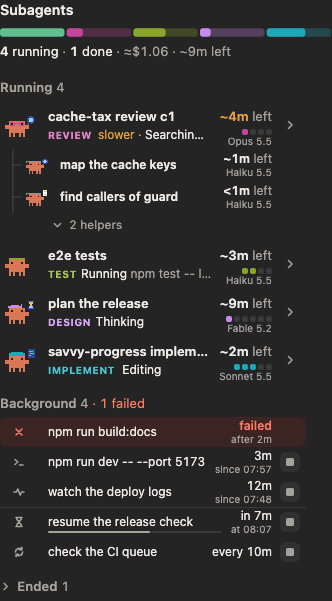 Subagents
4 running · 1 done · ≈$1.06 · ~9m left
Running 4
cache-tax review c1
~4m left
REVIEW slower · Searchin...
Opus 5.5
map the cache keys
~1m left
Haiku 5.5
find callers of guard
<1m left
Haiku 5.5
2 helpers
e2e tests
~3m left
TEST Running npm test -- l...
Haiku 5.5
plan the release
~9m left
DESIGN Thinking
Fable 5.2
savvy-progress implem...
~2m left
IMPLEMENT Editing
Sonnet 5.5
Background 4 · 1 failed
npm run build:docs
failed
after 2m
npm run dev -- --port 5173
3m
since 07:57
watch the deploy logs
12m
since 07:48
resume the release check
in 7m
at 08:07
check the CI queue
every 10m
Ended 1